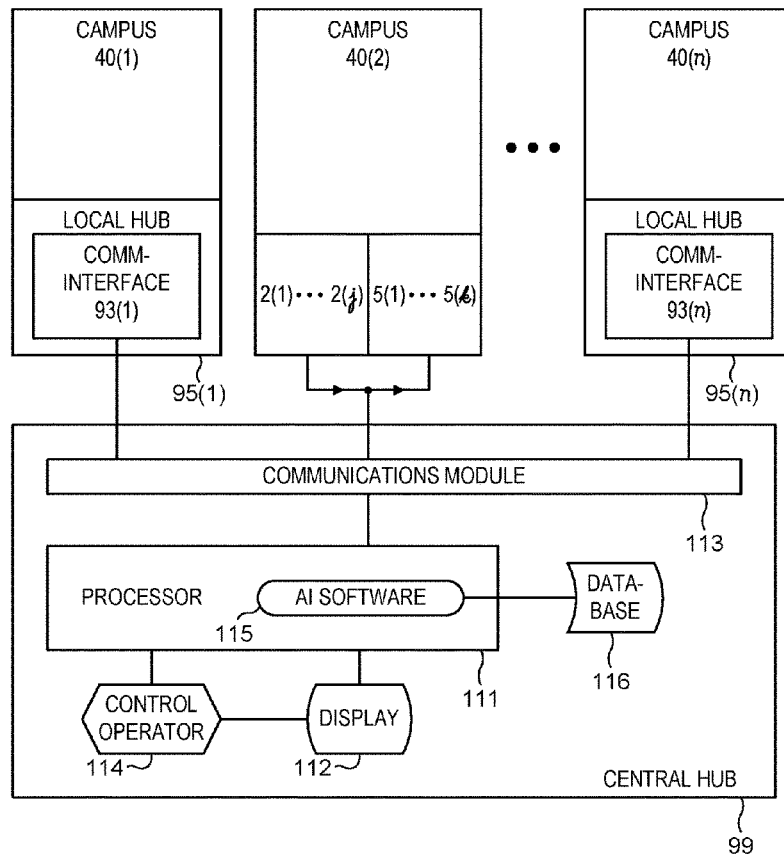 CAMPUS
40(1)
CAMPUS
40(2)
CAMPUS
40(n)
LOCAL HUB
COMM-
INTERFACE
93(1)
2(1)••• 2(j)
5(1)••• 5(k)
•••
LOCAL HUB
COMM-
INTERFACE
93(n)
95(1)
95(n)
COMMUNICATIONS MODULE
113
PROCESSOR
AI SOFTWARE
115
DATA-
BASE
116
111
CONTROL
OPERATOR
114
DISPLAY
112
CENTRAL HUB
99